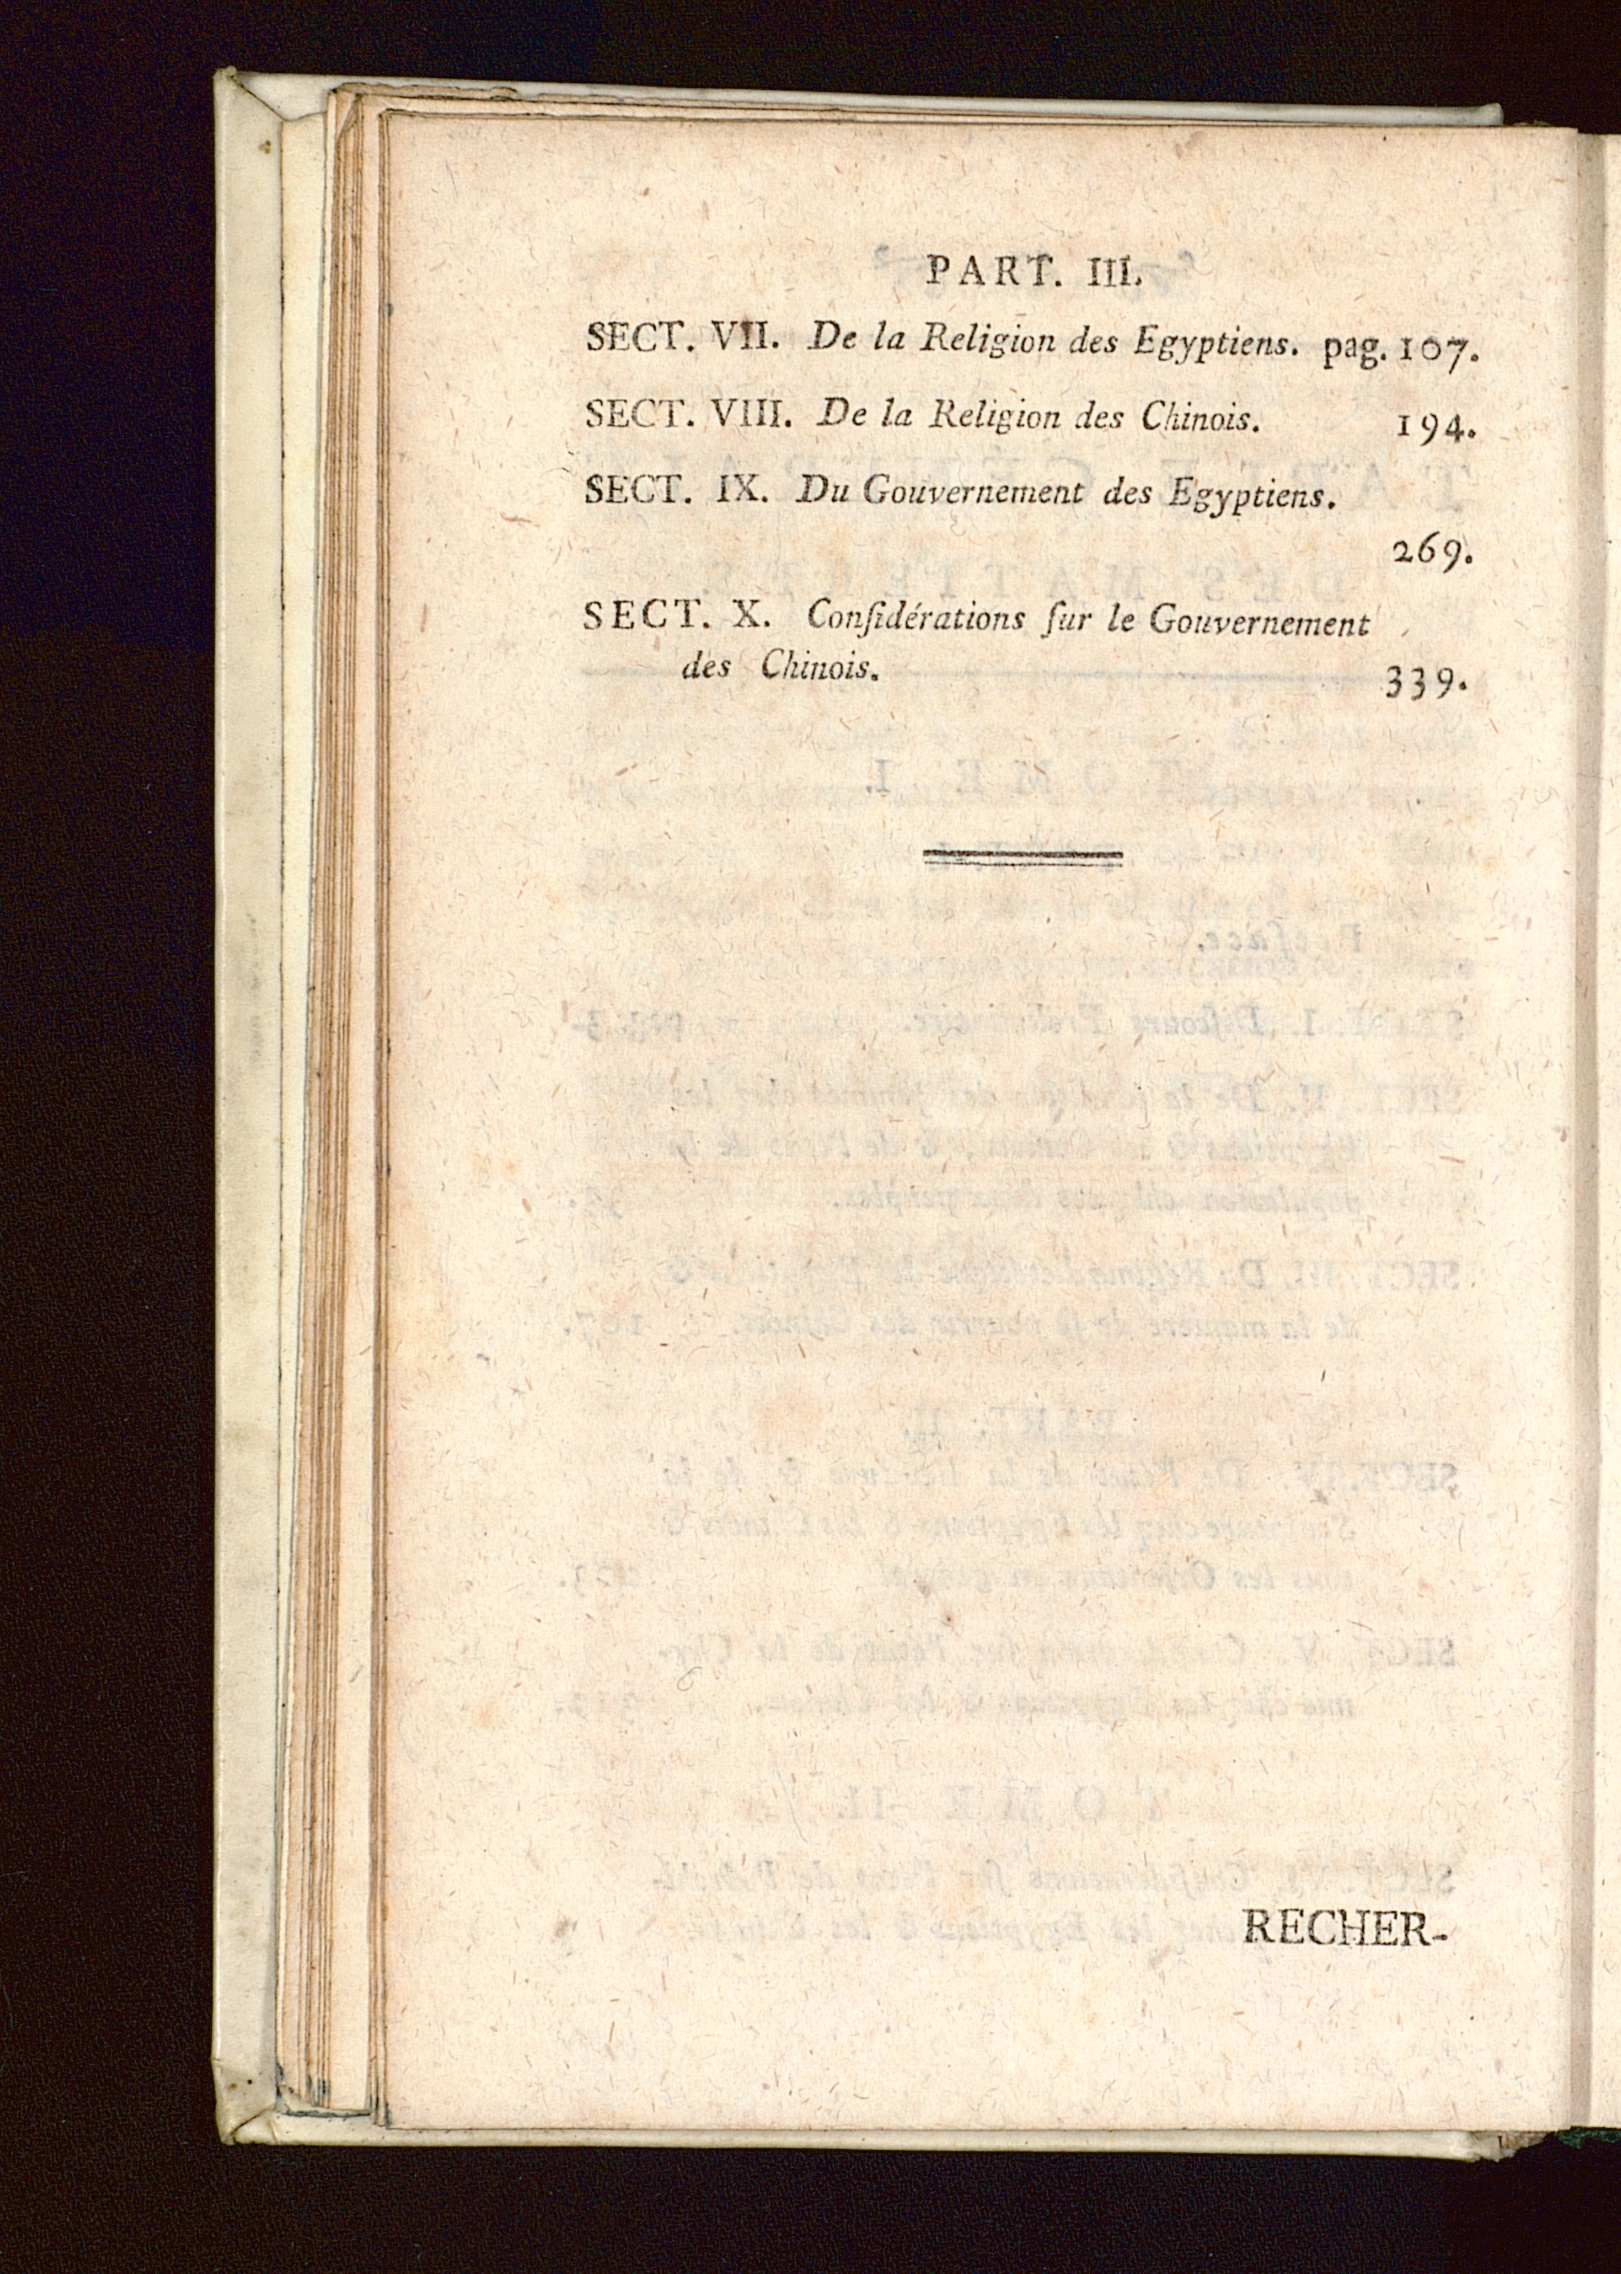 PART. III.
SECT. VII. De la Religion des Egyptiens. pag. 107.
SECT. VIII. De la Religion des Chinois. 194.
SECT. IX. Du Gouvernement des Egyptiens.
269.
SECT. X. Conſidérations ſur le Gouvernement
des Chinois. 339.
RECHER-